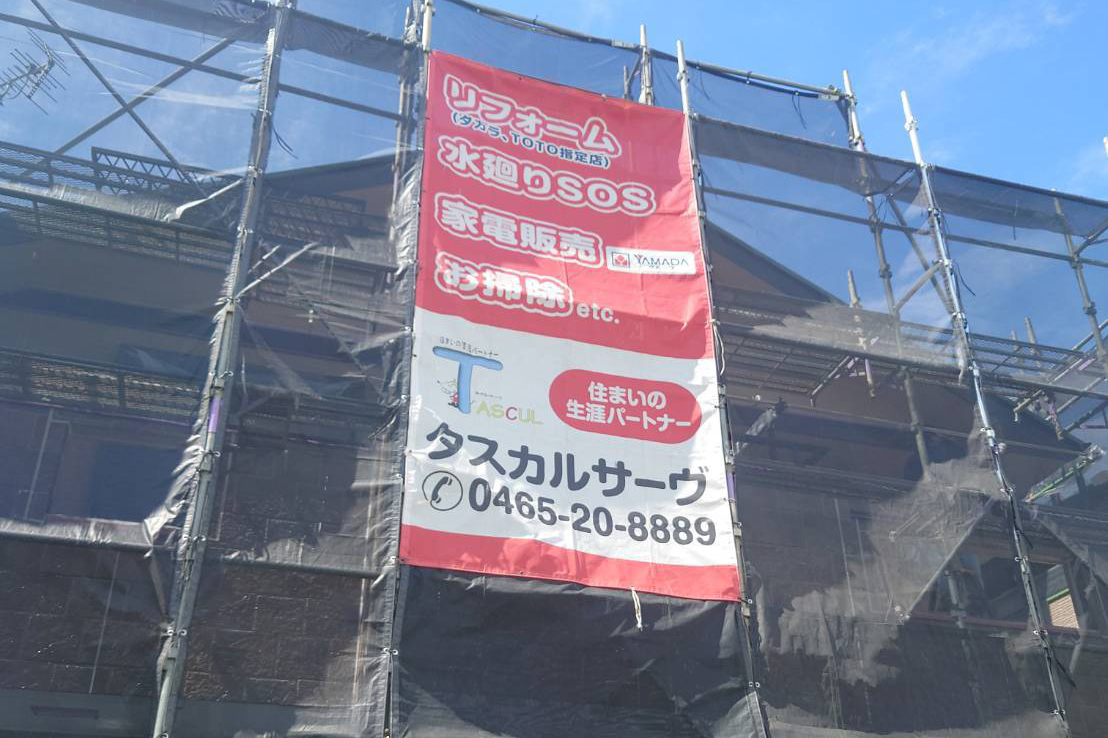 リフォーム
(タカラ、TOTO指定店)
水廻りSOS
家電販売
YAMADA
お掃除etc.
住まいの生涯パートナー
TASCUL
住まいの
生涯パートナー
タスカルサーヴ
0465-20-8889